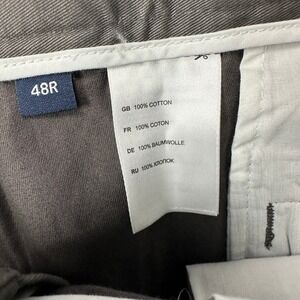 48R
GB 100% COTTON
FR 100% COTON
DE 100% BAUMWOLLE
RU 100% ХЛОПОК